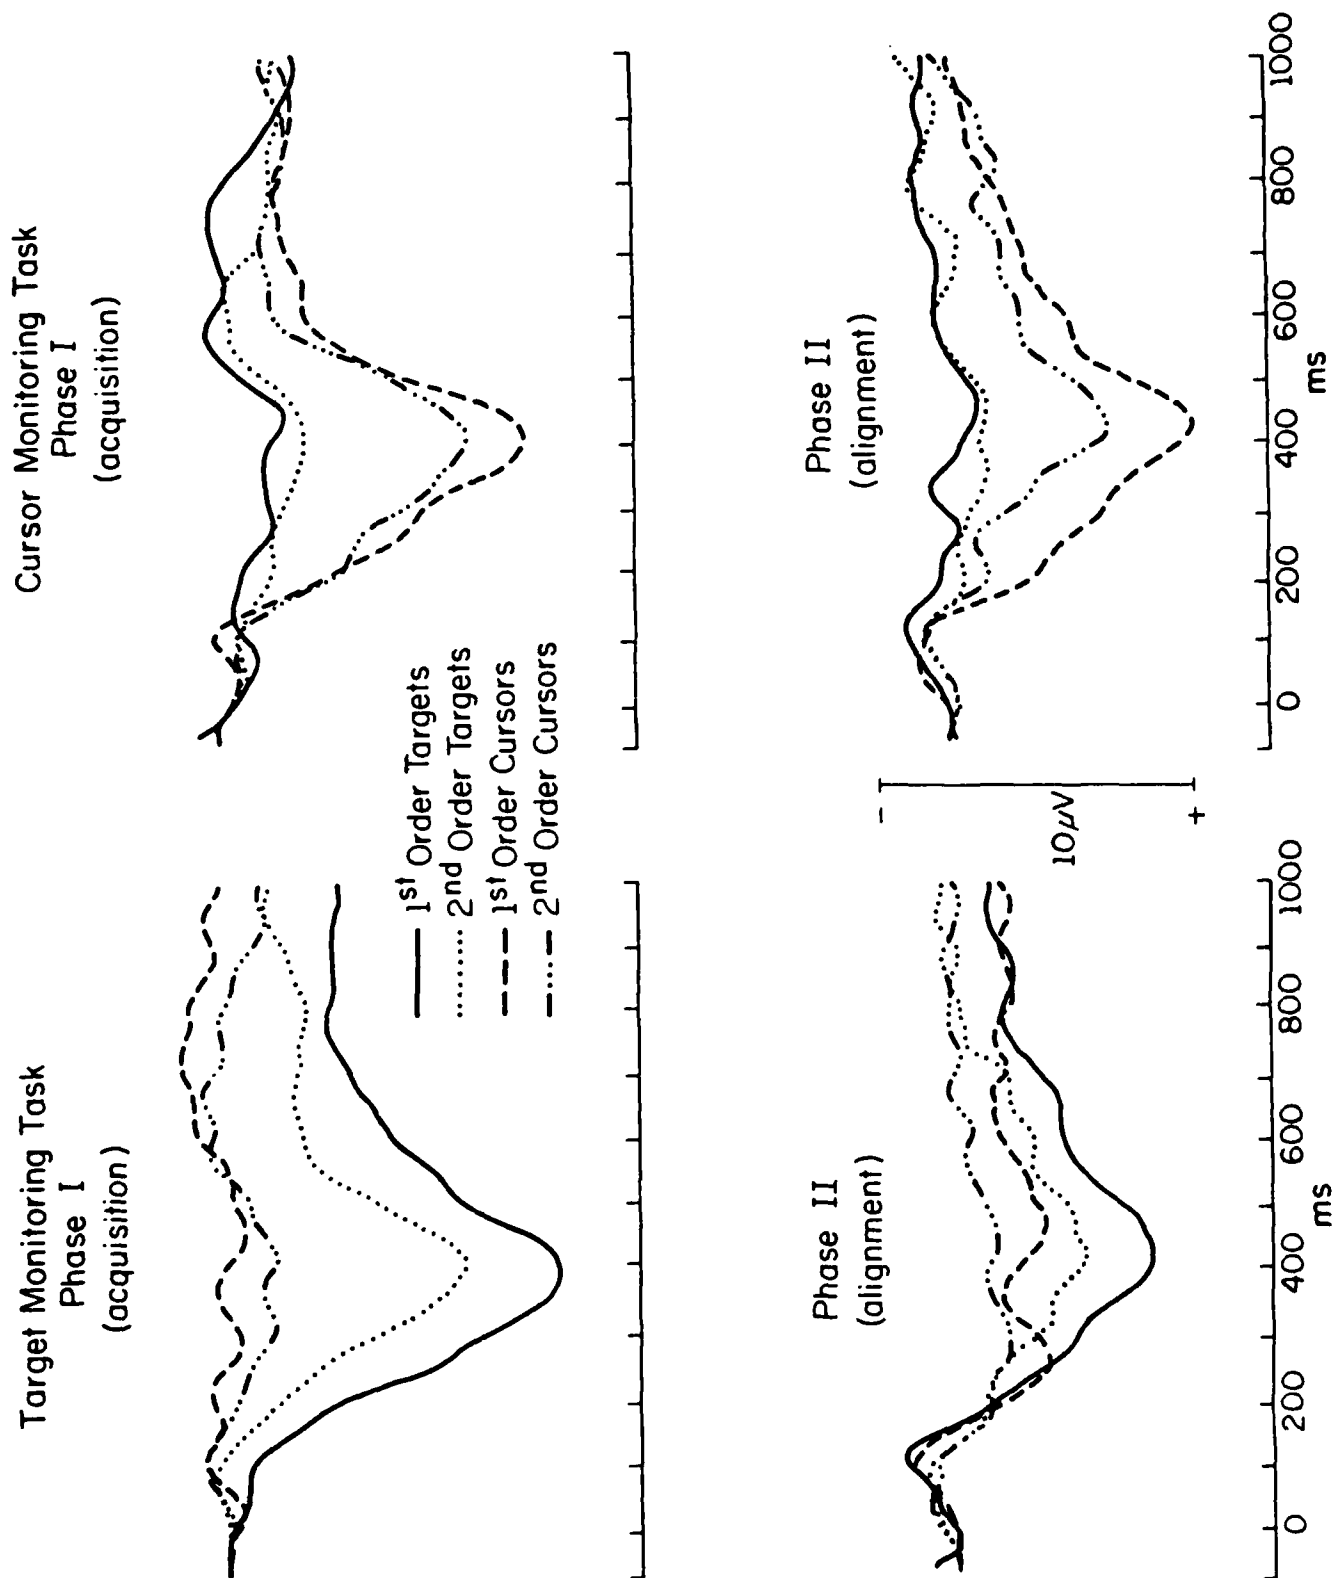 Target Monitoring Task
Phase I
(acquisition)
Cursor Monitoring Task
Phase I
(acquisition)
1st Order Targets
2nd Order Targets
1st Order Cursors
2nd Order Cursors
Phase II
(alignment)
0 200 400 600 800 1000
ms
-
10μV
+
Phase II
(alignment)
0 200 400 600 800 1000
ms